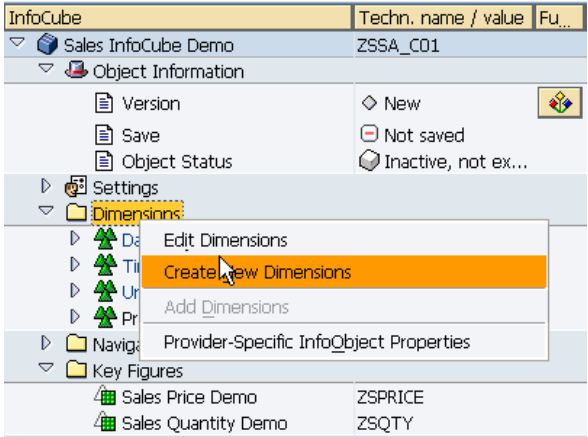 InfoCube Techn. name / value Fu...
Sales InfoCube Demo ZSSA_C01
Object Information
Version New
Save Not saved
Object Status Inactive, not ex...
Settings
Dimensions
Edit Dimensions
Create New Dimensions
Add Dimensions
Provider-Specific InfoObject Properties
Key Figures
Sales Price Demo ZSPRICE
Sales Quantity Demo ZSQTY